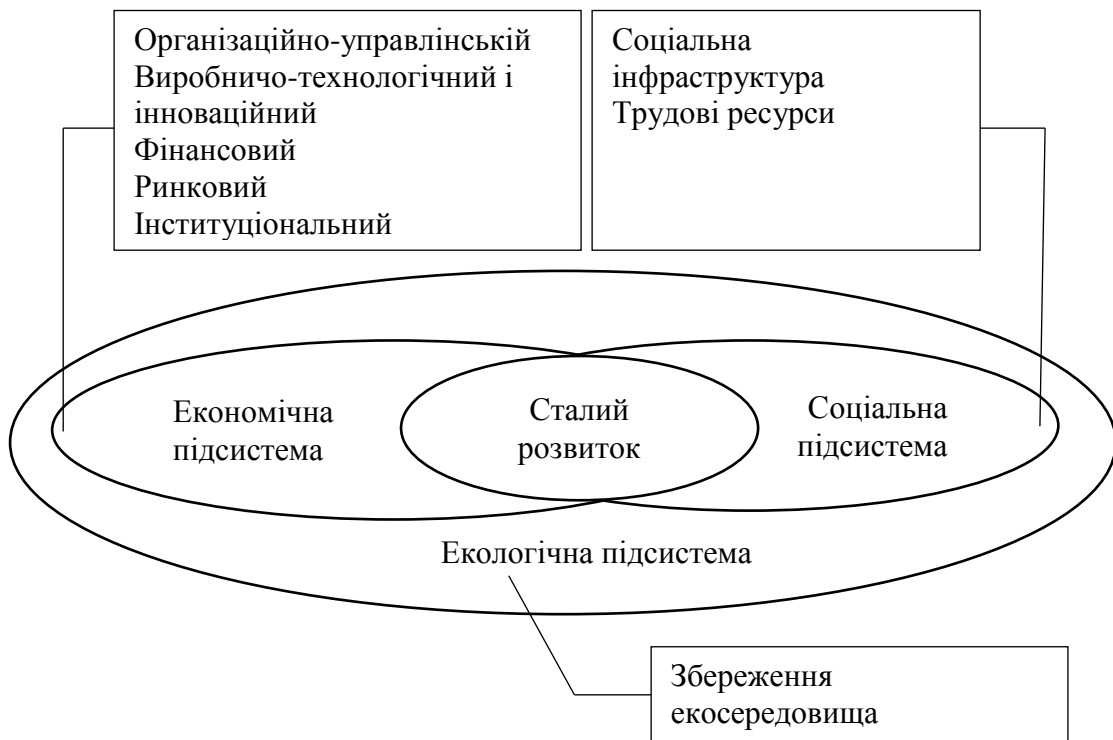 Організаційно-управлінській
Виробничо-технологічний і
інноваційний
Фінансовий
Ринковий
Інституціональний
Соціальна
інфраструктура
Трудові ресурси
Економічна
підсистема
Сталий
розвиток
Соціальна
підсистема
Екологічна підсистема
Збереження
екосередовища